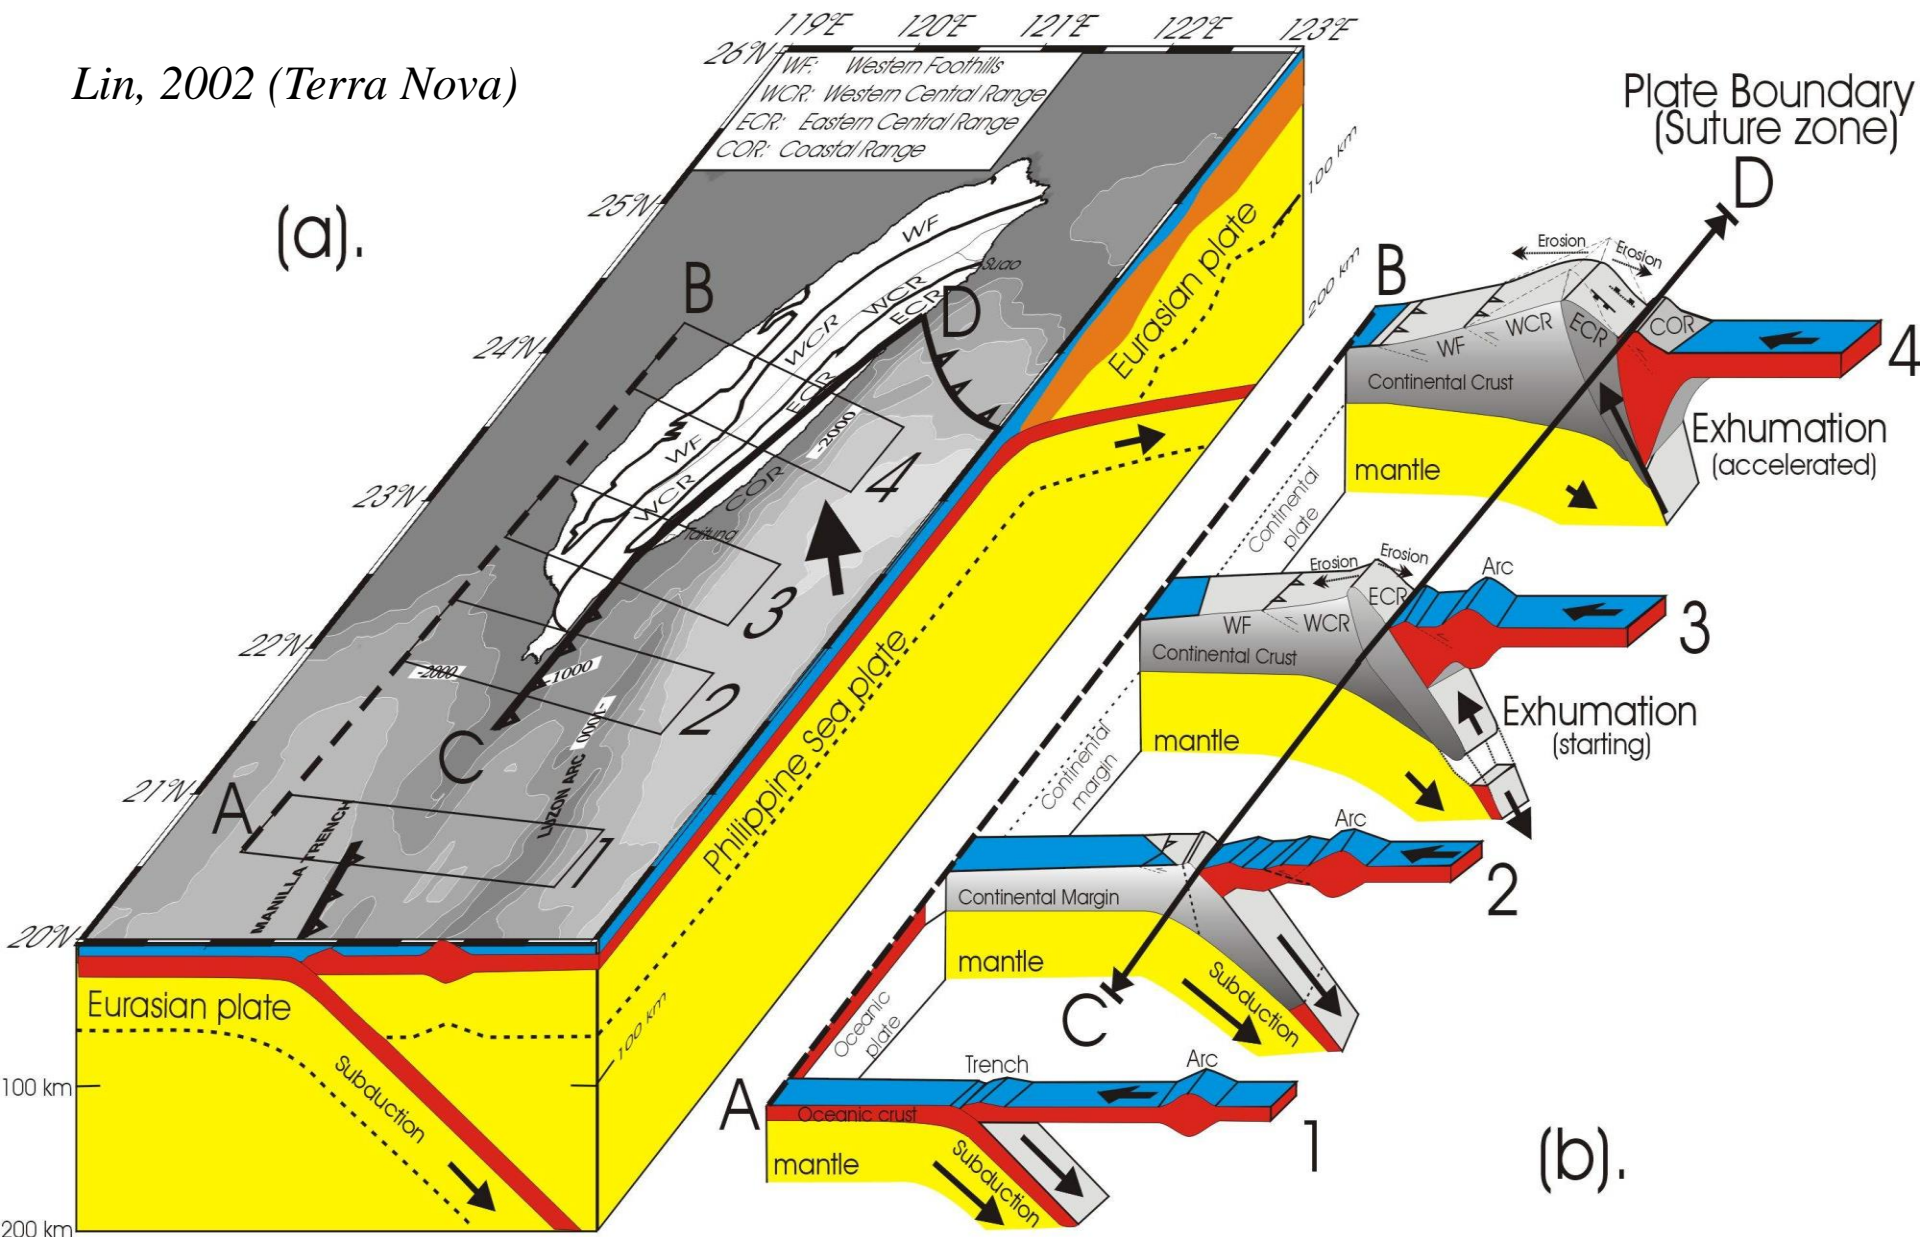 Lin, 2002 (Terra Nova)
(a).
119°E
120°E
121°E
122°E
123°E
26°N
25°N
24°N
23°N
22°N
21°N
20°N
WF: Western Foothills
WCR: Western Central Range
ECR: Eastern Central Range
COR: Coastal Range
WF
WCR
WCR
ECR
Suao
B
D
ECR
-2000
WF
WCR
COR
Taitung
4
3
2
1
-2000
-1000
-1000
C
A
MANILLA TRENCH
LUZON ARC
100 km
200 km
Eurasian plate
Philippine Sea plate
Eurasian plate
Subduction
100 km
100 km
200 km
Plate Boundary
(Suture zone)
D
B
Erosion
Erosion
WF
WCR
ECR
COR
4
Continental Crust
mantle
Exhumation
(accelerated)
Continental
plate
Erosion
Erosion
Arc
WF
WCR
ECR
3
Continental Crust
mantle
Exhumation
(starting)
Continental
margin
Arc
2
Continental Margin
mantle
Subduction
C
Oceanic
plate
Trench
Arc
A
Oceanic crust
1
mantle
Subduction
(b).